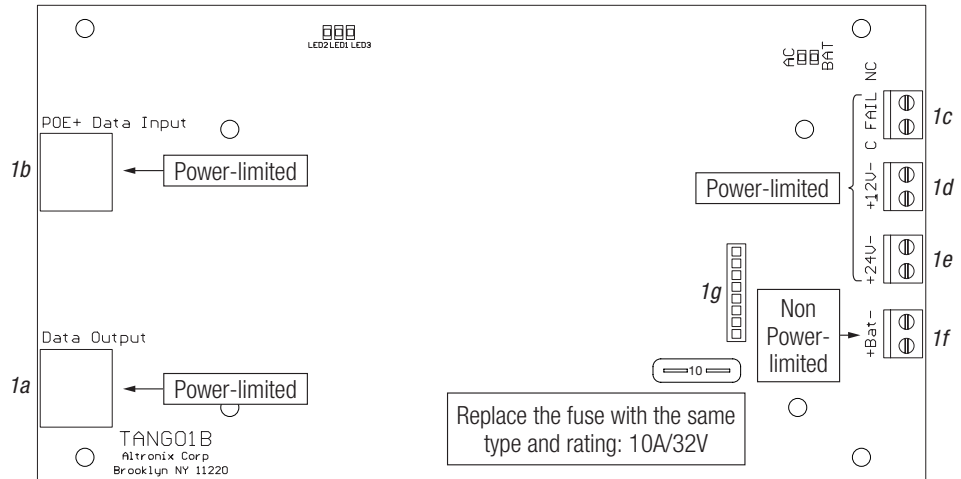 LED2 LED1 LED3
AC
BAT
POE+ Data Input
1b
Power-limited
NC
C FAIL
1c
Power-limited
+12V-
1d
+24V-
1e
1g
Non
Power-
limited
+Bat-
1f
Data Output
1a
Power-limited
10
Replace the fuse with the same
type and rating: 10A/32V
TANGO1B
Altronix Corp
Brooklyn NY 11220